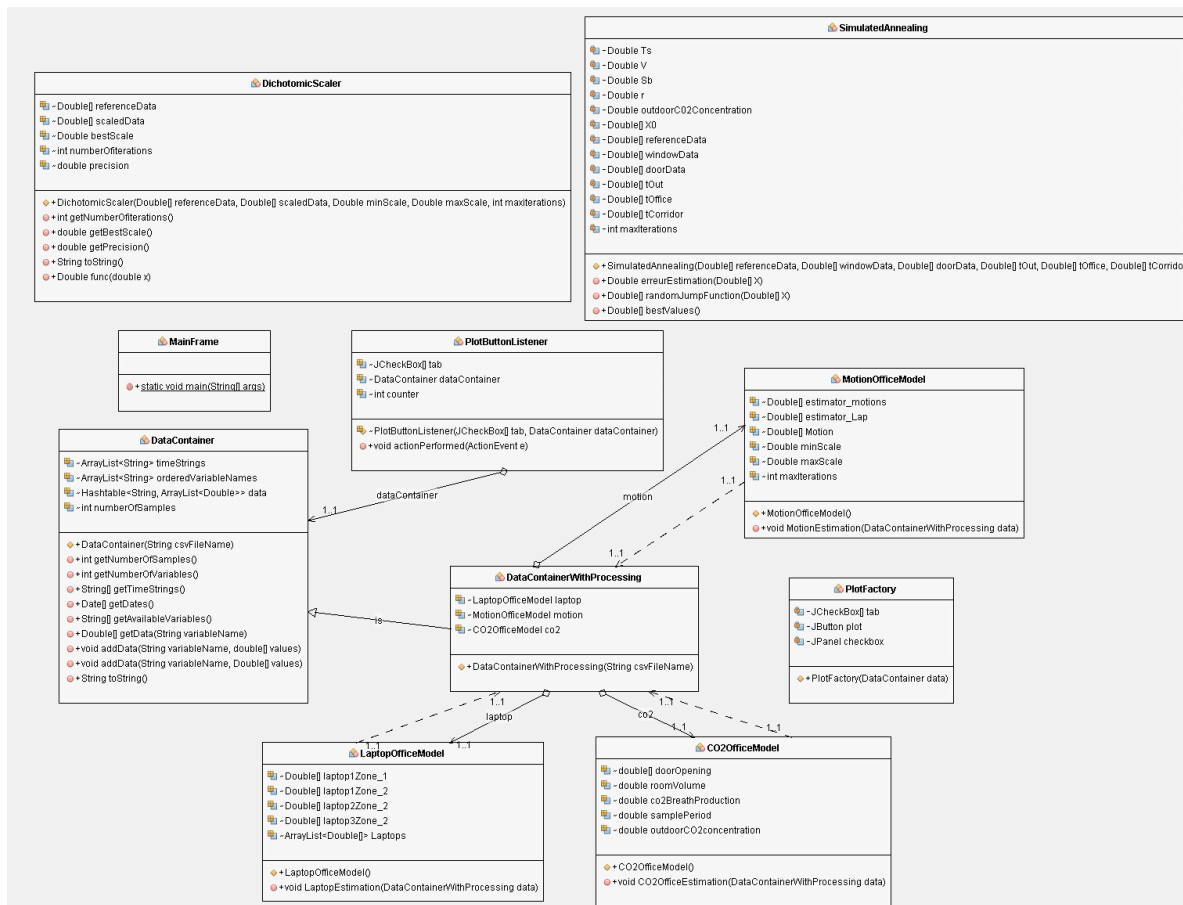 SimulatedAnnealing
-Double Ts
-Double V
-Double Sb
-Double r
-Double outdoorC02Concentration
-Double[] X0
-Double[] referenceData
-Double[] windowData
-Double[] doorData
-Double[] tOut
-Double[] tOffice
-Double[] tCorridor
-int maxIterations
+SimulatedAnnealing(Double[] referenceData, Double[] windowData, Double[] doorData, Double[] tOut, Double[] tOffice, Double[] tCorrido
+Double erreurEstimation(Double[] X)
+Double[] randomJumpFunction(Double[] X)
+Double[] bestValues()
DichotomicScaler
~Double[] referenceData
~Double[] scaledData
~Double bestScale
~int numberOfIterations
~double precision
+DichotomicScaler(Double[] referenceData, Double[] scaledData, Double minScale, Double maxScale, int maxIterations)
+int getNumberOfIterations()
+double getBestScale()
+double getPrecision()
+String toString()
+Double func(double x)
MainFrame
+static void main(String[] args)
PlotButtonListener
~JCheckBox[] tab
~DataContainer dataContainer
~int counter
~PlotButtonListener(JCheckBox[] tab, DataContainer dataContainer)
+void actionPerformed(ActionEvent e)
MotionOfficeModel
~Double[] estimator_motions
~Double[] estimator_Lap
~Double[] Motion
~Double minScale
~Double maxScale
~int maxIterations
+MotionOfficeModel()
+void MotionEstimation(DataContainerWithProcessing data)
DataContainer
~ArrayList<String> timeStrings
~ArrayList<String> orderedVariableNames
~Hashtable<String, ArrayList<Double>> data
~int numberOfSamples
+DataContainer(String csvFileName)
+int getNumberOfSamples()
+int getNumberOfVariables()
+String[] getTimeStrings()
+Date[] getDates()
+String[] getAvailableVariables()
+Double[] getData(String variableName)
+void addData(String variableName, double[] values)
+void addData(String variableName, Double[] values)
+String toString()
dataContainer
1..1
1..1
motion
1..1
1..1
is
DataContainerWithProcessing
~LaptopOfficeModel laptop
~MotionOfficeModel motion
~CO2OfficeModel co2
+DataContainerWithProcessing(String csvFileName)
PlotFactory
-JCheckBox[] tab
-JButton plot
-JPanel checkbox
+PlotFactory(DataContainer data)
1..1
laptop
1..1
1..1
1..1
co2
1..1
1..1
LaptopOfficeModel
~Double[] laptop1Zone_1
~Double[] laptop1Zone_2
~Double[] laptop2Zone_2
~Double[] laptop3Zone_2
~ArrayList<Double[]> Laptops
+LaptopOfficeModel()
+void LaptopEstimation(DataContainerWithProcessing data)
CO2OfficeModel
~double[] doorOpening
~double roomVolume
~double co2BreathProduction
~double samplePeriod
~double outdoorCO2concentration
+CO2OfficeModel()
+void CO2OfficeEstimation(DataContainerWithProcessing data)